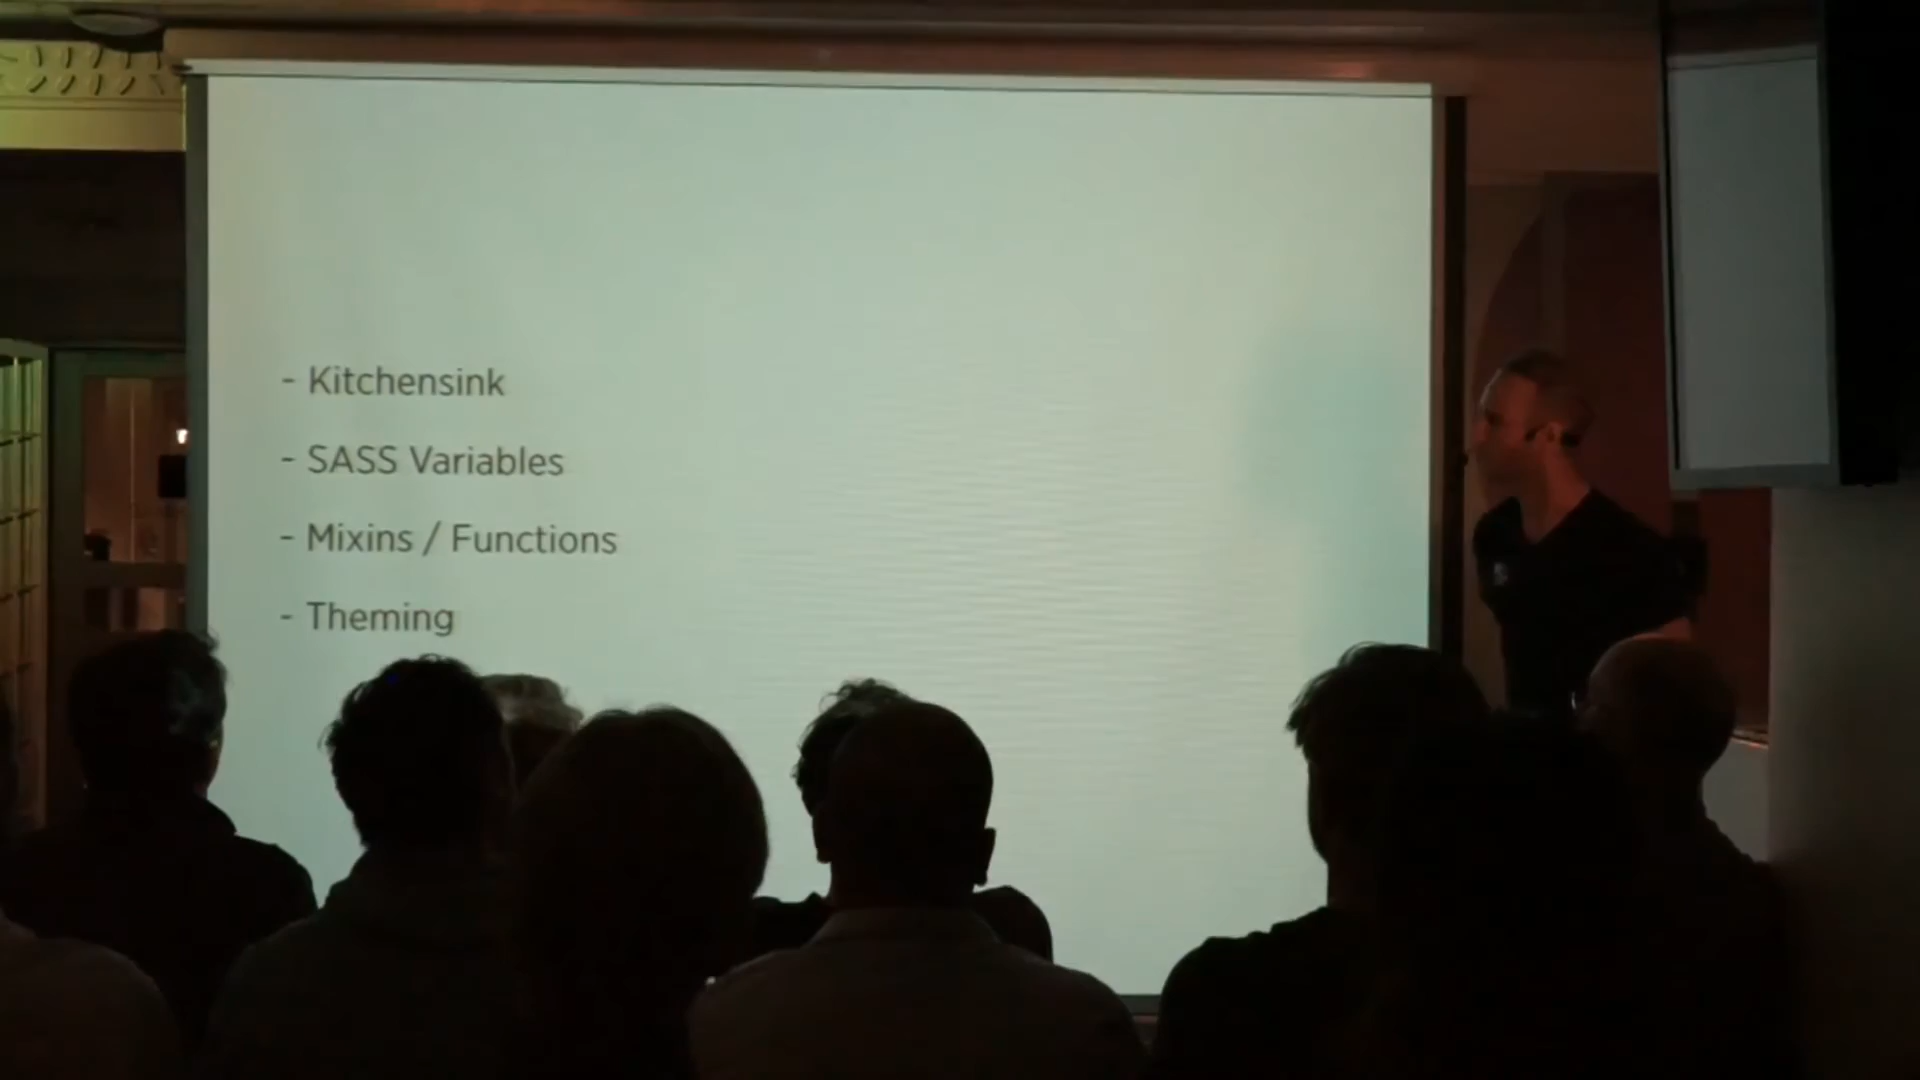 - Kitchensink
- SASS Variables
- Mixins / Functions
- Theming